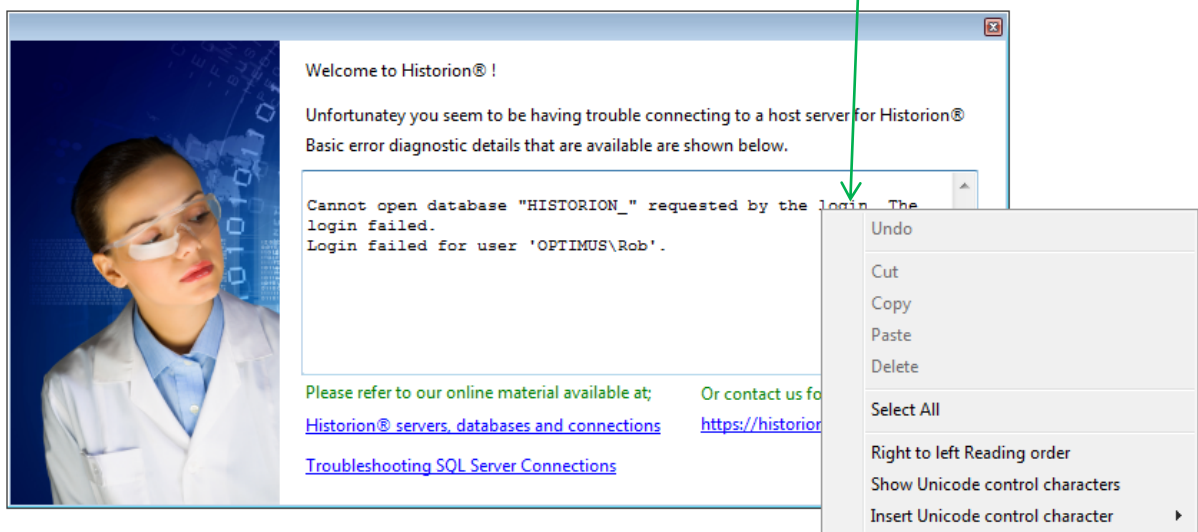 Welcome to Historion® !
Unfortunatey you seem to be having trouble connecting to a host server for Historion®
Basic error diagnostic details that are available are shown below.
Cannot open database "HISTORION_" requested by the login. The
login failed.
Login failed for user 'OPTIMUS\Rob'.
Please refer to our online material available at;
Or contact us fo
Historion® servers, databases and connections
https://historion
Troubleshooting SQL Server Connections
Undo
Cut
Copy
Paste
Delete
Select All
Right to left Reading order
Show Unicode control characters
Insert Unicode control character